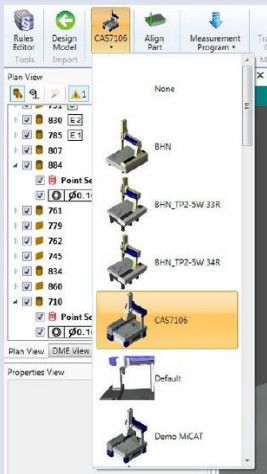 Rules Editor
Design Model
CAS7106
Align Part
Measurement Program
Tools
Import
Plan View
1
None
830 E2
785 E1
807
884
Point Se
Ø0.1
761
779
762
745
834
860
710
Point Sc
Ø0.1
Plan View
DME View
Properties View
BHN
BHN_TP2-5W 33R
BHN_TP2-5W 34R
CAS7106
Default
Demo MiCAT